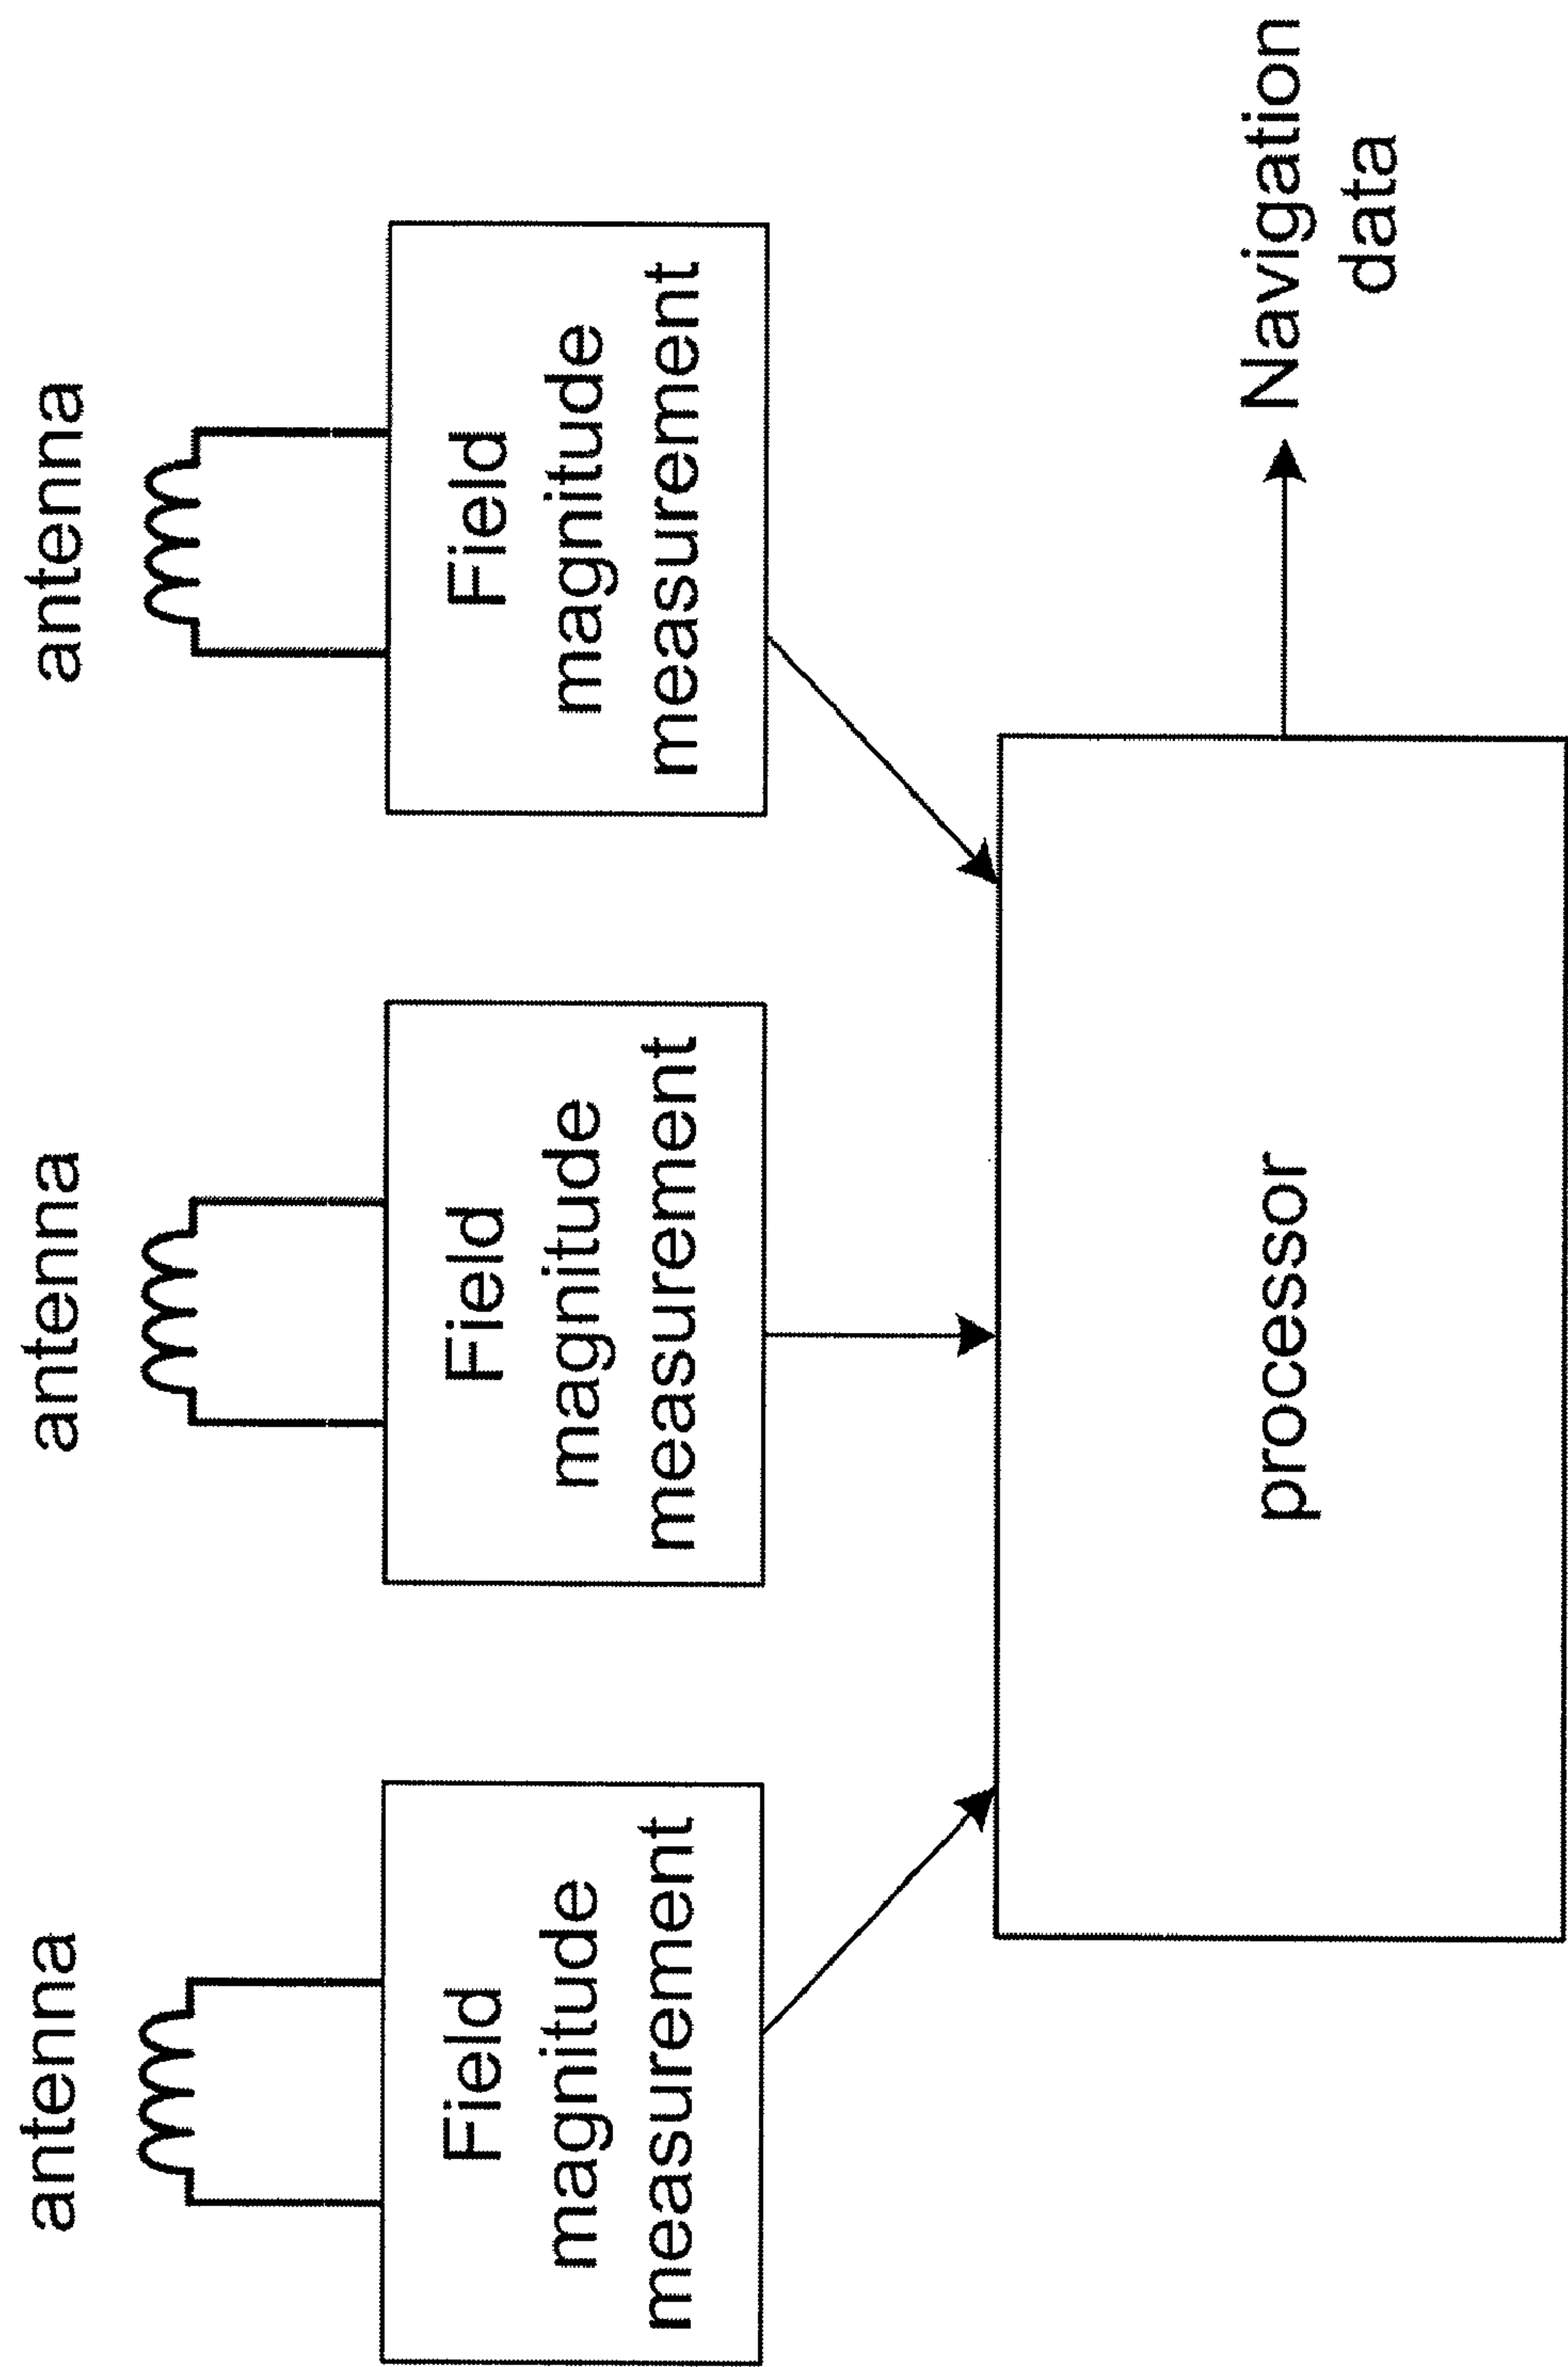 antenna
antenna
antenna
Field
magnitude
measurement
Field
magnitude
measurement
Field
magnitude
measurement
processor
Navigation
data